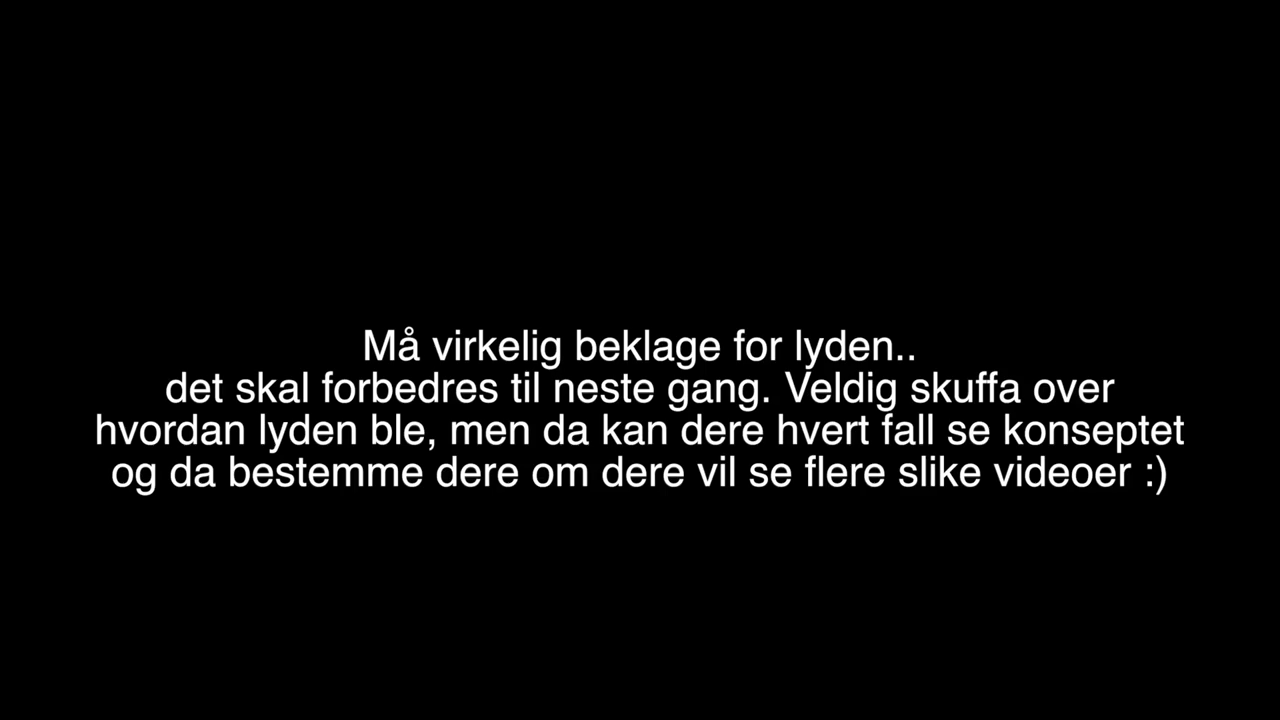 Må virkelig beklage for lyden..
det skal forbedres til neste gang. Veldig skuffa over
hvordan lyden ble, men da kan dere hvert fall se konseptet
og da bestemme dere om dere vil se flere slike videoer :)